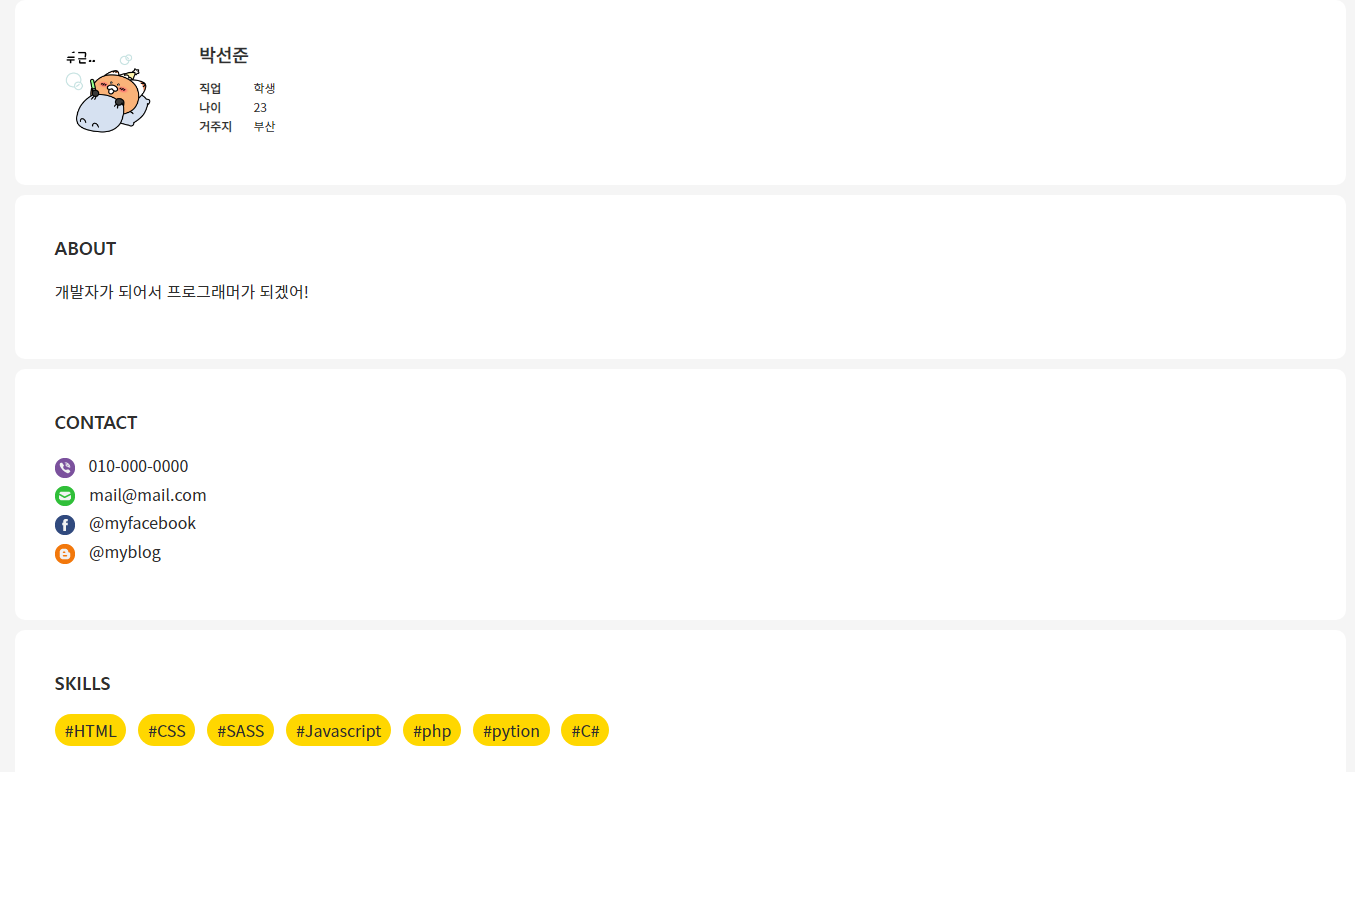 두근..
박선준
직업 학생
나이 23
거주지 부산
ABOUT
개발자가 되어서 프로그래머가 되겠어!
CONTACT
010-000-0000
mail@mail.com
@myfacebook
@myblog
SKILLS
#HTML #CSS #SASS #Javascript #php #pytion #C#